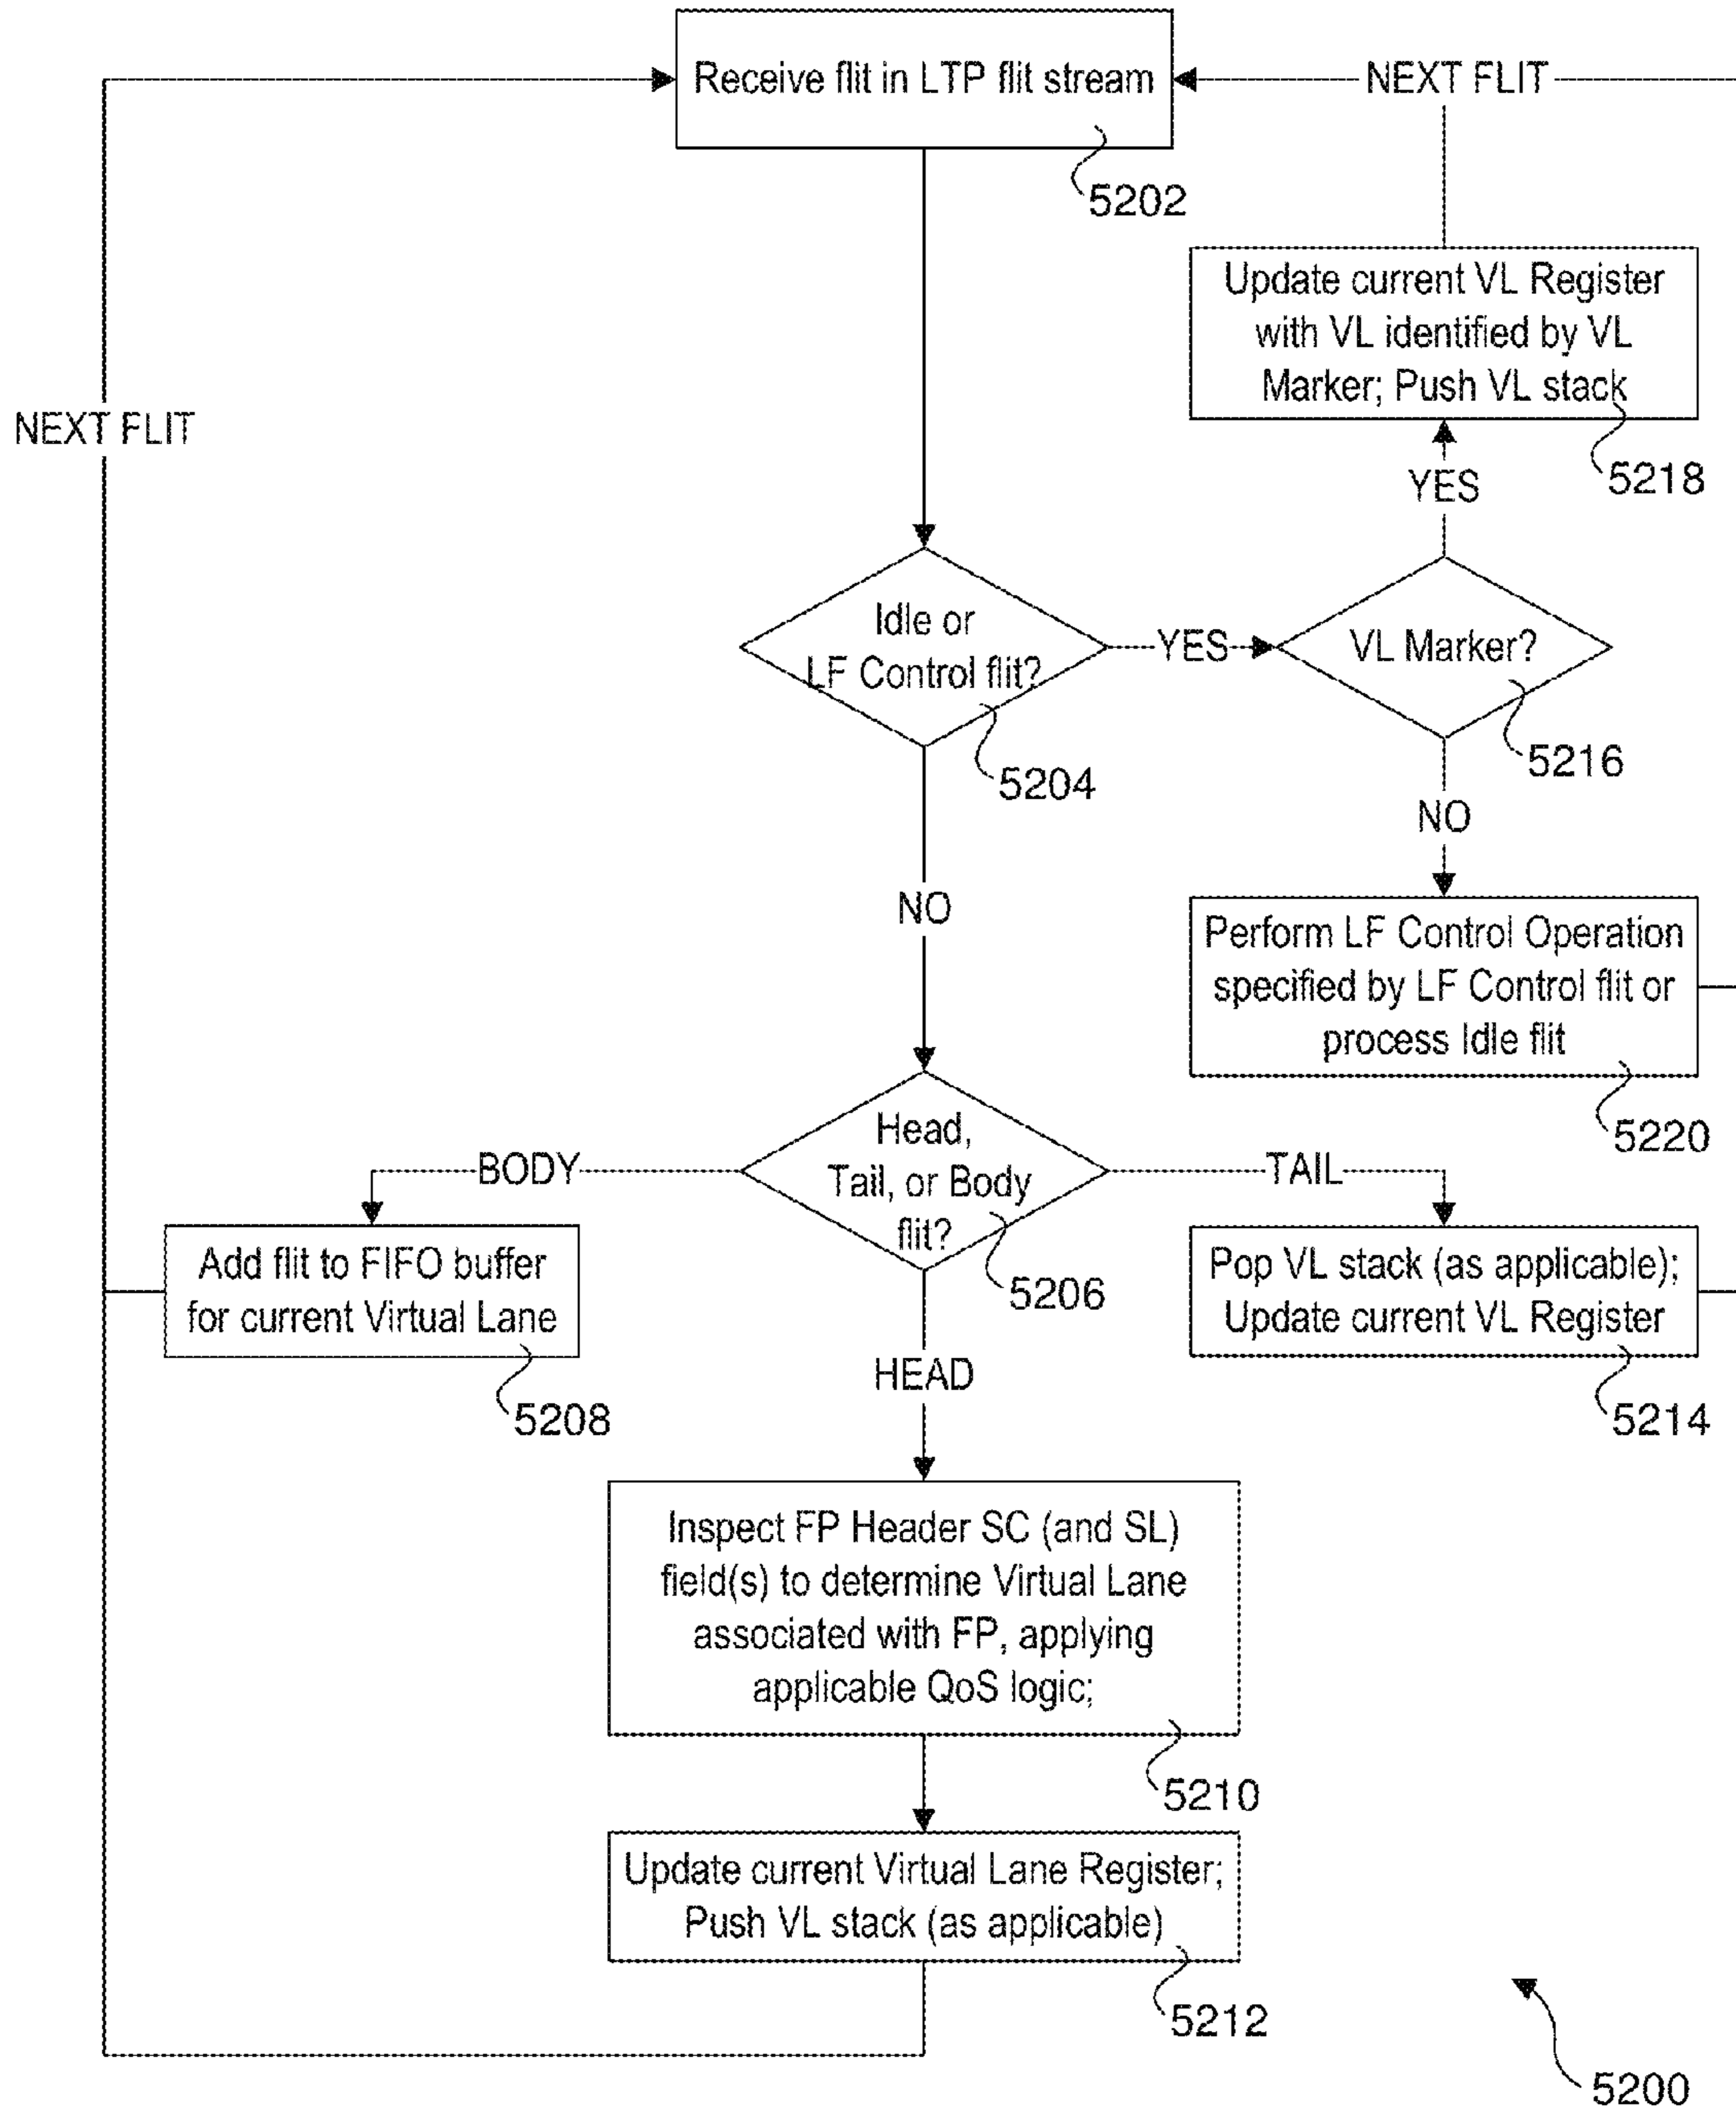 Receive flit in LTP flit stream
5202
NEXT FLIT
Update current VL Register
with VL identified by VL
Marker; Push VL stack
5218
NEXT FLIT
YES
Idle or
LF Control flit?
5204
YES
VL Marker?
5216
NO
NO
Perform LF Control Operation
specified by LF Control flit or
process Idle flit
5220
Head,
Tail, or Body
flit?
5206
BODY
TAIL
Add flit to FIFO buffer
for current Virtual Lane
5208
Pop VL stack (as applicable);
Update current VL Register
5214
HEAD
Inspect FP Header SC (and SL)
field(s) to determine Virtual Lane
associated with FP, applying
applicable QoS logic;
5210
Update current Virtual Lane Register;
Push VL stack (as applicable)
5212
5200